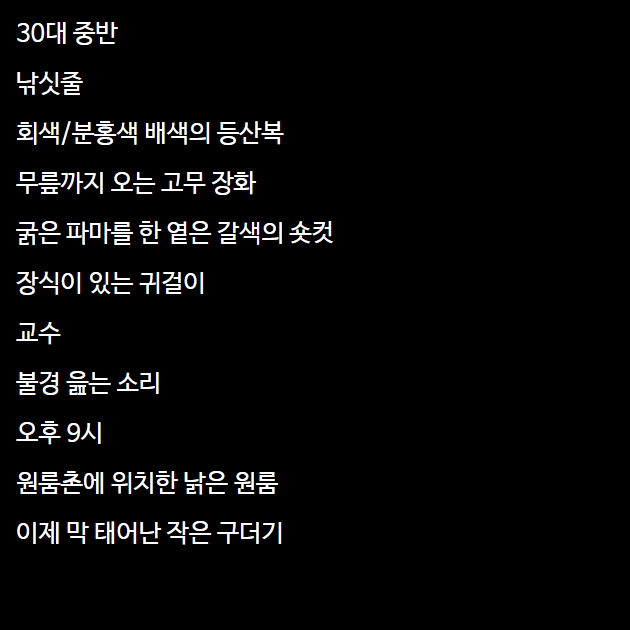 30대 중반
낚싯줄
회색/분홍색 배색의 등산복
무릎까지 오는 고무 장화
굵은 파마를 한 옅은 갈색의 숏컷
장식이 있는 귀걸이
교수
불경 읊는 소리
오후 9시
원룸촌에 위치한 낡은 원룸
이제 막 태어난 작은 구더기